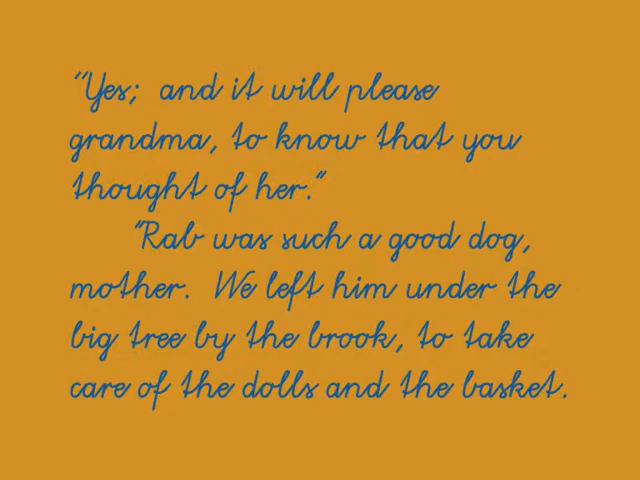 "Yes; and it will please
grandma, to know that you
thought of her."
"Rab was such a good dog,
mother. We left him under the
big tree by the brook, to take
care of the dolls and the basket.